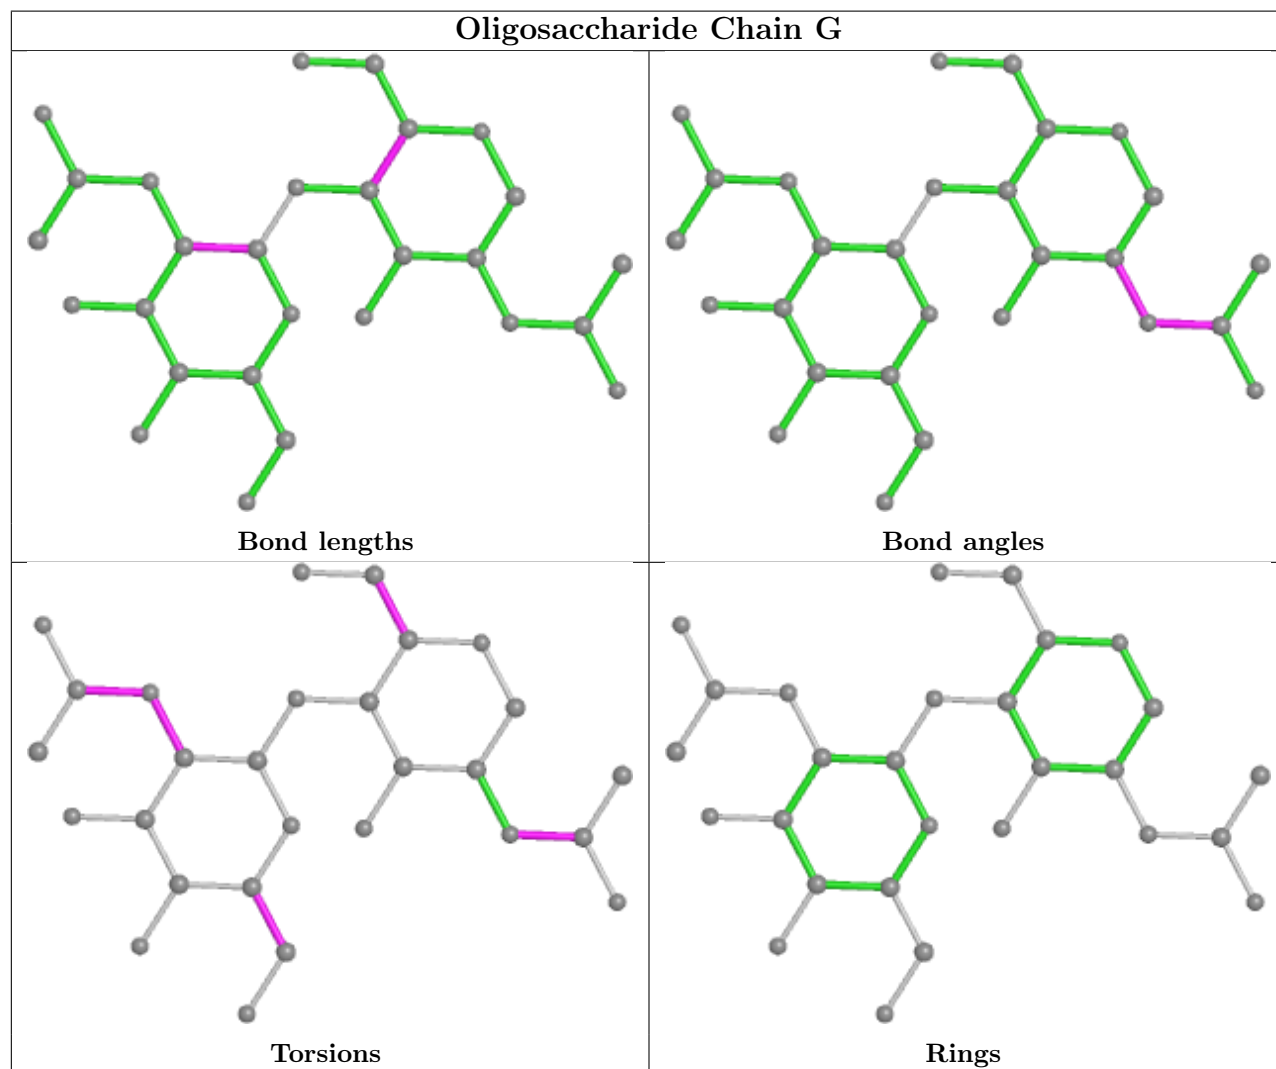 Oligosaccharide Chain G
Bond lengths
Bond angles
Torsions
Rings